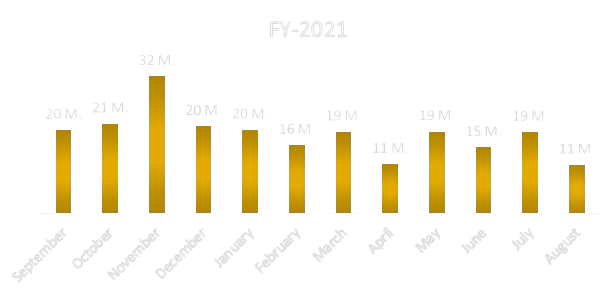 FY-2021
20 M.
21 M.
32 M.
20 M.
20 M.
16 M
19 M.
11 M.
19 M
15 M.
19 M.
11 M.
September
October
November
December
January
February
March
April
May
June
July
August